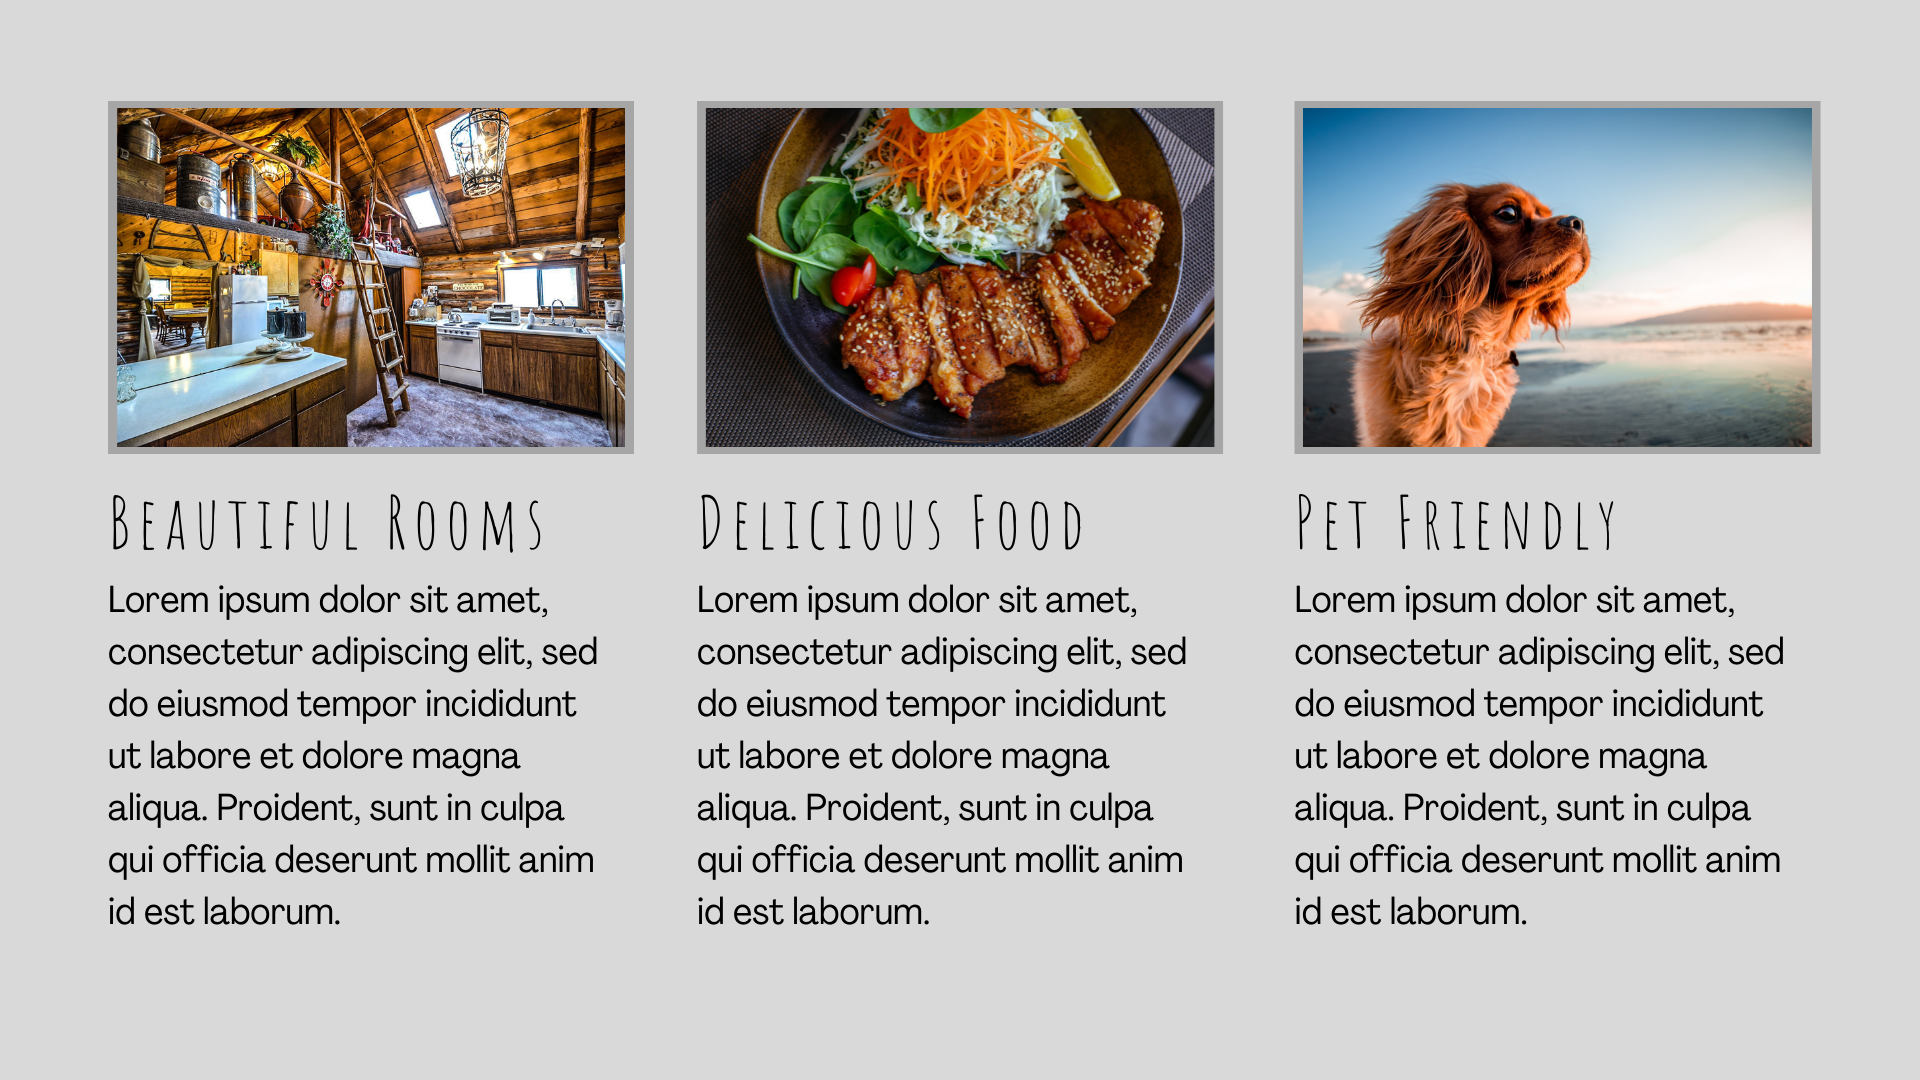 Beautiful Rooms
Lorem ipsum dolor sit amet,
consectetur adipiscing elit, sed
do eiusmod tempor incididunt
ut labore et dolore magna
aliqua. Proident, sunt in culpa
qui officia deserunt mollit anim
id est laborum.
Delicious Food
Lorem ipsum dolor sit amet,
consectetur adipiscing elit, sed
do eiusmod tempor incididunt
ut labore et dolore magna
aliqua. Proident, sunt in culpa
qui officia deserunt mollit anim
id est laborum.
Pet Friendly
Lorem ipsum dolor sit amet,
consectetur adipiscing elit, sed
do eiusmod tempor incididunt
ut labore et dolore magna
aliqua. Proident, sunt in culpa
qui officia deserunt mollit anim
id est laborum.